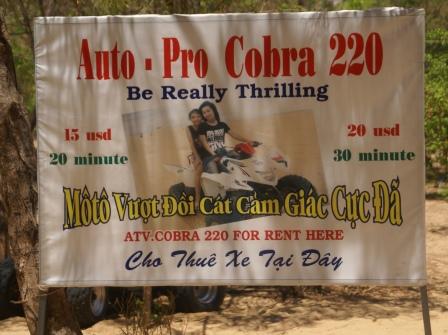 Auto - Pro Cobra 220
Be Really Thrilling
15 usd
20 minute
20 usd
30 minute
Môtô Vượt Đồi Cát Cảm Giác Cực Đã
ATV.COBRA 220 FOR RENT HERE
Cho Thuê Xe Tại Đây